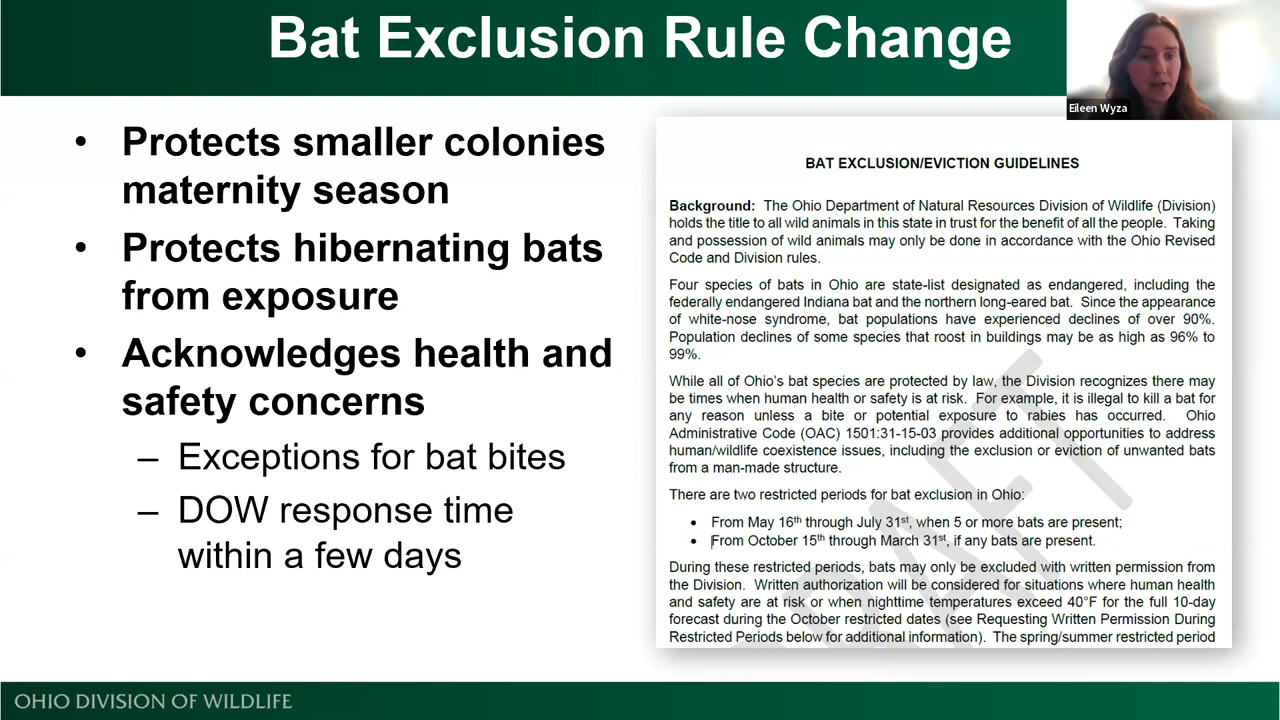 Bat Exclusion Rule Change
Eileen Wyza
• Protects smaller colonies
maternity season
• Protects hibernating bats
from exposure
• Acknowledges health and
safety concerns
– Exceptions for bat bites
– DOW response time
within a few days
BAT EXCLUSION/EVICTION GUIDELINES
Background: The Ohio Department of Natural Resources Division of Wildlife (Division)
holds the title to all wild animals in this state in trust for the benefit of all the people. Taking
and possession of wild animals may only be done in accordance with the Ohio Revised
Code and Division rules.
Four species of bats in Ohio are state-list designated as endangered, including the
federally endangered Indiana bat and the northern long-eared bat. Since the appearance
of white-nose syndrome, bat populations have experienced declines of over 90%.
Population declines of some species that roost in buildings may be as high as 96% to
99%.
While all of Ohio's bat species are protected by law, the Division recognizes there may
be times when human health or safety is at risk. For example, it is illegal to kill a bat for
any reason unless a bite or potential exposure to rabies has occurred. Ohio
Administrative Code (OAC) 1501:31-15-03 provides additional opportunities to address
human/wildlife coexistence issues, including the exclusion or eviction of unwanted bats
from a man-made structure.
There are two restricted periods for bat exclusion in Ohio:
• From May 16th through July 31st, when 5 or more bats are present;
• From October 15th through March 31st, if any bats are present.
During these restricted periods, bats may only be excluded with written permission from
the Division. Written authorization will be considered for situations where human health
and safety are at risk or when nighttime temperatures exceed 40°F for the full 10-day
forecast during the October restricted dates (see Requesting Written Permission During
Restricted Periods below for additional information). The spring/summer restricted period
DRAFT
OHIO DIVISION OF WILDLIFE